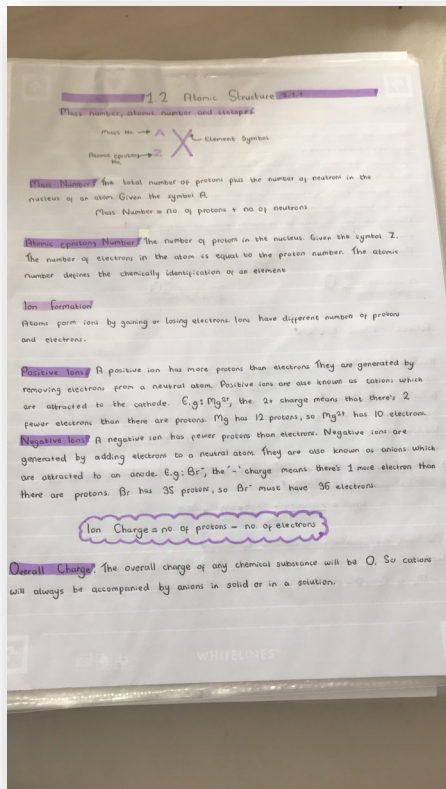 1.2 Atomic Structure 3.1.1
Mass number, atomic number and isotopes
Mass No. → A
X ← Element Symbol
Atomic (proton) → Z
No.
Mass Number: The total number of protons plus the number of neutrons in the
nucleus of an atom. Given the symbol A.
Mass Number = no. of protons + no. of neutrons
Atomic (proton) Number: The number of protons in the nucleus. Given the symbol Z.
The number of electrons in the atom is equal to the proton number. The atomic
number defines the chemically identification of an element
Ion formation
Atoms form ions by gaining or losing electrons. Ions have different number of protons
and electrons.
Positive Ions: A positive ion has more protons than electrons. They are generated by
removing electrons from a neutral atom. Positive ions are also known as cations which
are attracted to the cathode. E.g: Mg²⁺, the 2+ charge means that there's 2
fewer electrons than there are protons. Mg has 12 protons, so Mg²⁺ has 10 electrons.
Negative Ions: A negative ion has fewer protons than electrons. Negative ions are
generated by adding electrons to a neutral atom. They are also known as anions which
are attracted to an anode. E.g: Br⁻, the '-' charge means there's 1 more electron than
there are protons. Br has 35 protons, so Br⁻ must have 36 electrons.
Ion Charge = no. of protons - no. of electrons
Overall Charge: The overall charge of any chemical substance will be 0. So cations
will always be accompanied by anions in solid or in a solution.
WHITELINES